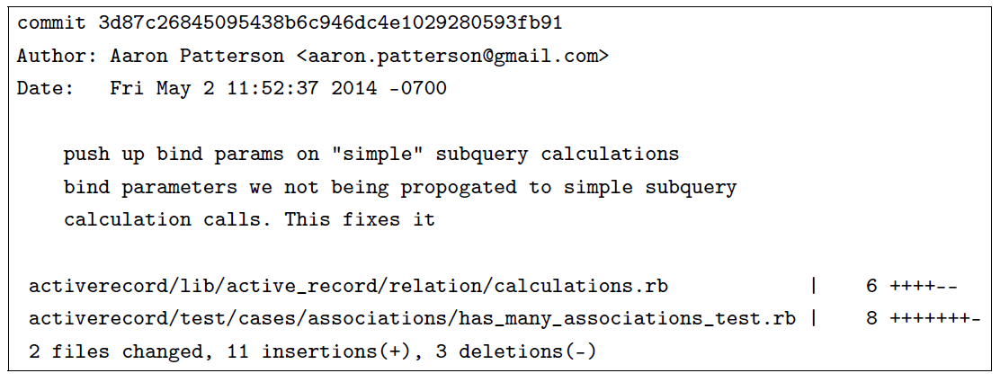 commit 3d87c26845095438b6c946dc4e1029280593fb91
Author: Aaron Patterson <aaron.patterson@gmail.com>
Date:   Fri May 2 11:52:37 2014 -0700
push up bind params on "simple" subquery calculations
bind parameters we not being propogated to simple subquery
calculation calls. This fixes it
activerecord/lib/active_record/relation/calculations.rb            |    6 ++++--
activerecord/test/cases/associations/has_many_associations_test.rb |    8 +++++++-
2 files changed, 11 insertions(+), 3 deletions(-)